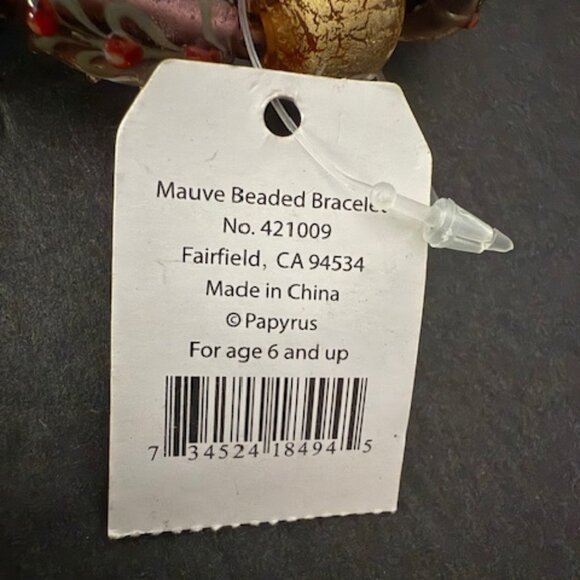 Mauve Beaded Bracelet
No. 421009
Fairfield, CA 94534
Made in China
© Papyrus
For age 6 and up
7 34524 18494 5